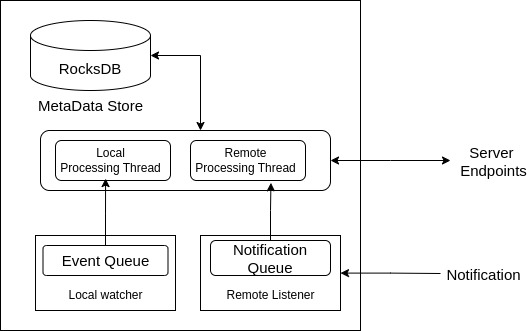 RocksDB
MetaData Store
Local
Processing Thread
Remote
Processing Thread
Server
Endpoints
Event Queue
Local watcher
Notification
Queue
Remote Listener
Notification